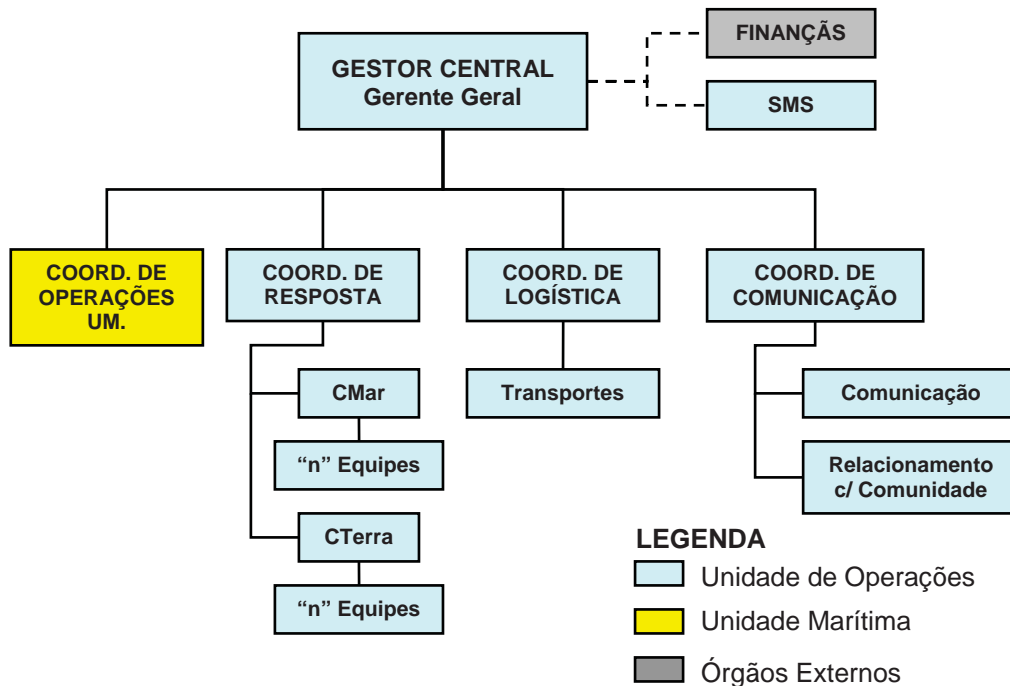 FINANÇÃS
GESTOR CENTRAL
Gerente Geral
SMS
COORD. DE
OPERAÇÕES
UM.
COORD. DE
RESPOSTA
COORD. DE
LOGÍSTICA
COORD. DE
COMUNICAÇÃO
CMar
“n” Equipes
CTerra
“n” Equipes
Transportes
Comunicação
Relacionamento
c/ Comunidade
LEGENDA
Unidade de Operações
Unidade Marítima
Órgãos Externos